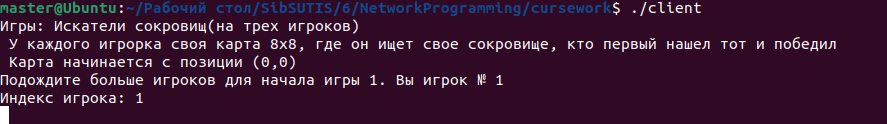 master@Ubuntu:~/Рабочий стол/SibSUTIS/6/NetworkProgramming/cursework$ ./client
Игры: Искатели сокровищ(на трех игроков)
У каждого игрорка своя карта 8x8, где он ищет свое сокровище, кто первый нашел тот и победил
Карта начинается с позиции (0,0)
Подождите больше игроков для начала игры 1. Вы игрок № 1
Индекс игрока: 1